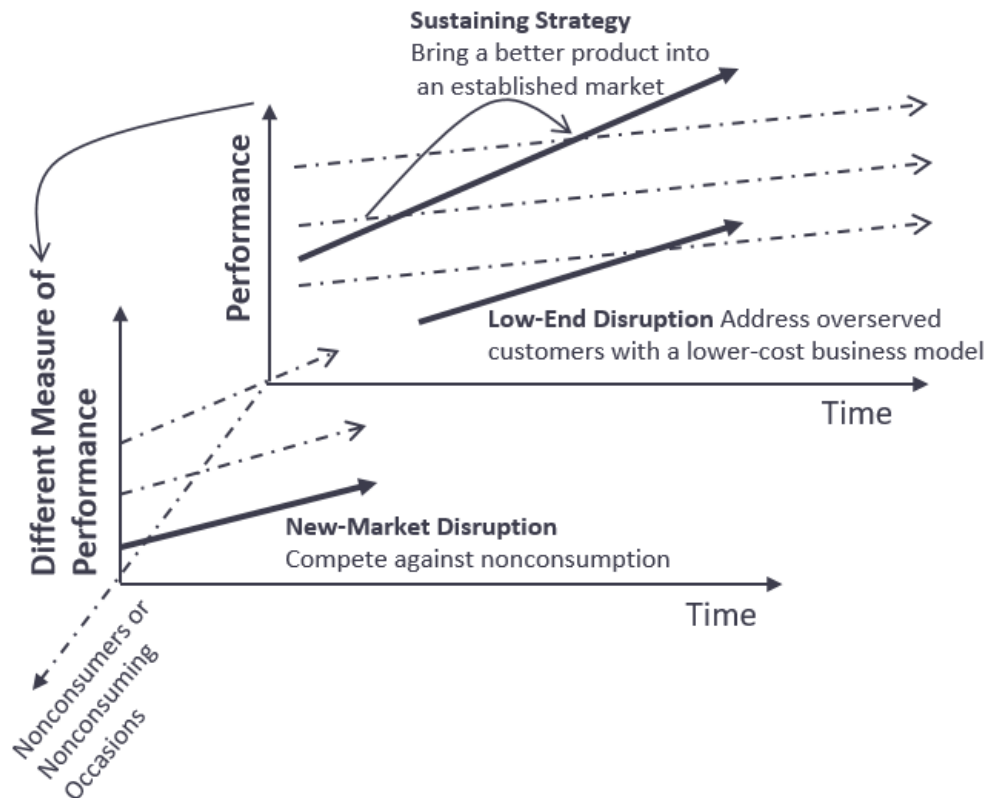 Sustaining Strategy
Bring a better product into
an established market
Performance
Low-End Disruption Address overserved
customers with a lower-cost business model
Time
Different Measure of
Performance
New-Market Disruption
Compete against nonconsumption
Time
Nonconsumers or
Nonconsuming
Occasions